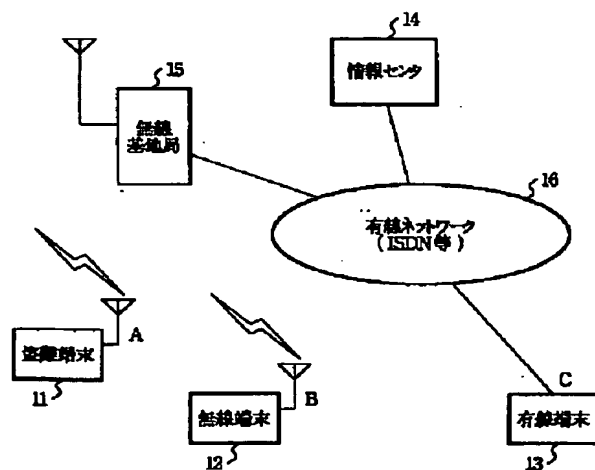 14
情報センタ
15
無線
基地局
16
有線ネットワーク
(ISDN等)
A
盗難端末
11
B
無線端末
12
C
有線端末
13